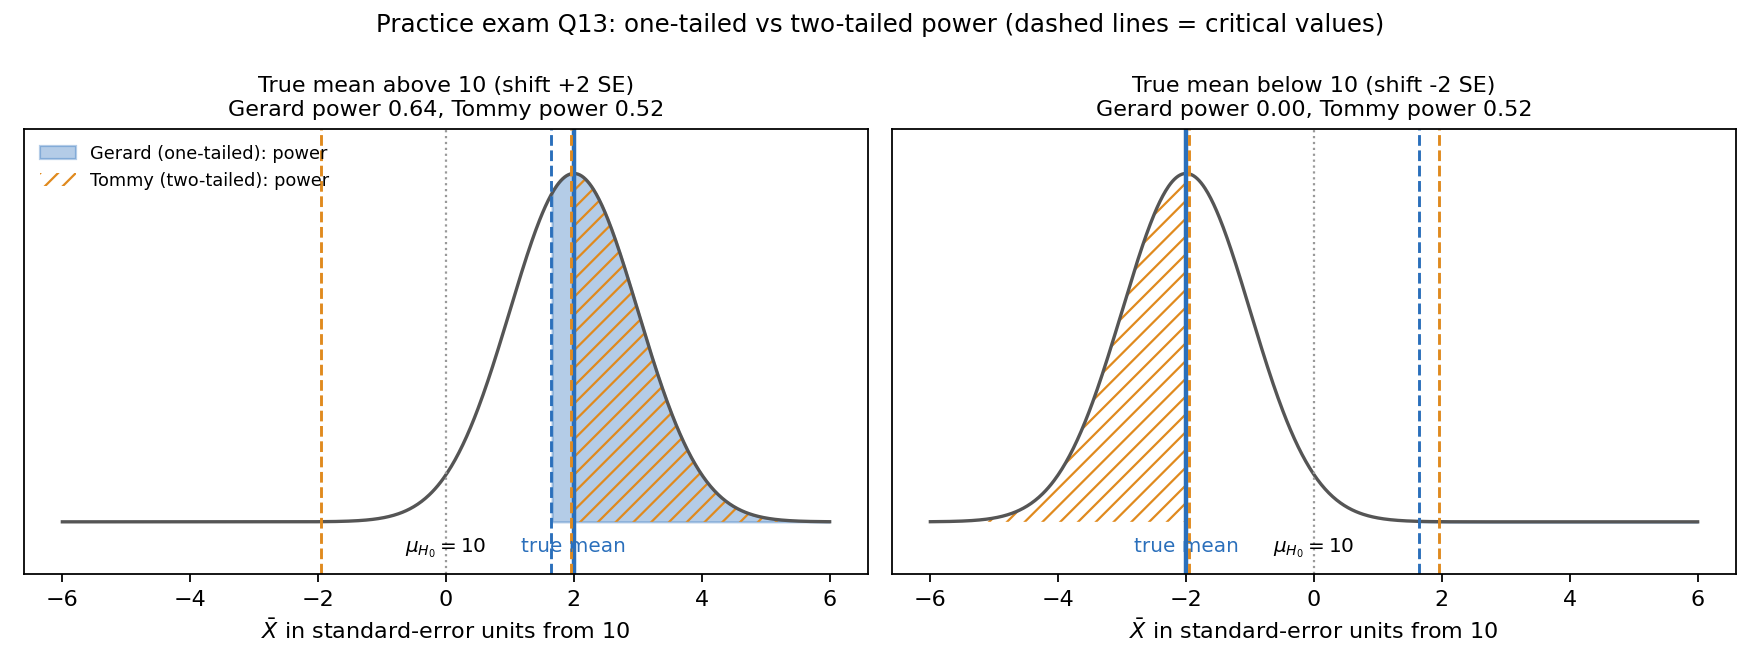 Practice exam Q13: one-tailed vs two-tailed power (dashed lines = critical values)
True mean above 10 (shift +2 SE)
Gerard power 0.64, Tommy power 0.52
Gerard (one-tailed): power
Tommy (two-tailed): power
μ_{H_0} = 10
true mean
−6 −4 −2 0 2 4 6
X̄ in standard-error units from 10
True mean below 10 (shift -2 SE)
Gerard power 0.00, Tommy power 0.52
true mean
μ_{H_0} = 10
−6 −4 −2 0 2 4 6
X̄ in standard-error units from 10